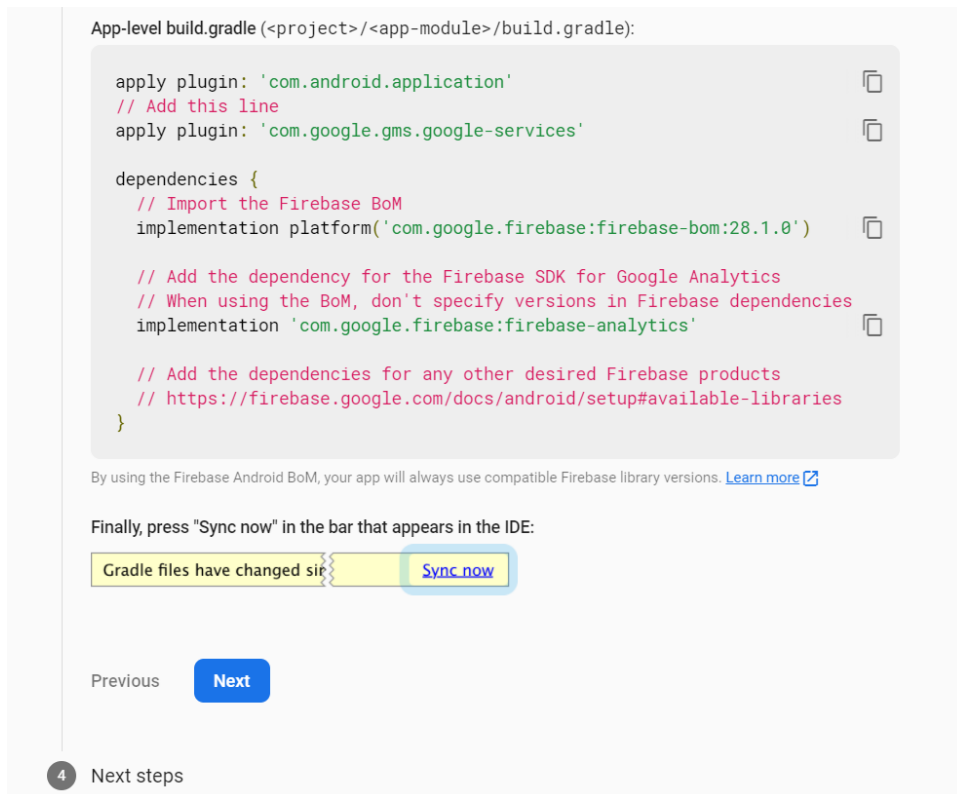 App-level build.gradle (<project>/<app-module>/build.gradle):
apply plugin: 'com.android.application'
// Add this line
apply plugin: 'com.google.gms.google-services'
dependencies {
// Import the Firebase BoM
implementation platform('com.google.firebase:firebase-bom:28.1.0')
// Add the dependency for the Firebase SDK for Google Analytics
// When using the BoM, don't specify versions in Firebase dependencies
implementation 'com.google.firebase:firebase-analytics'
// Add the dependencies for any other desired Firebase products
// https://firebase.google.com/docs/android/setup#available-libraries
}
By using the Firebase Android BoM, your app will always use compatible Firebase library versions. Learn more
Finally, press "Sync now" in the bar that appears in the IDE:
Gradle files have changed sin Sync now
Previous Next
4 Next steps